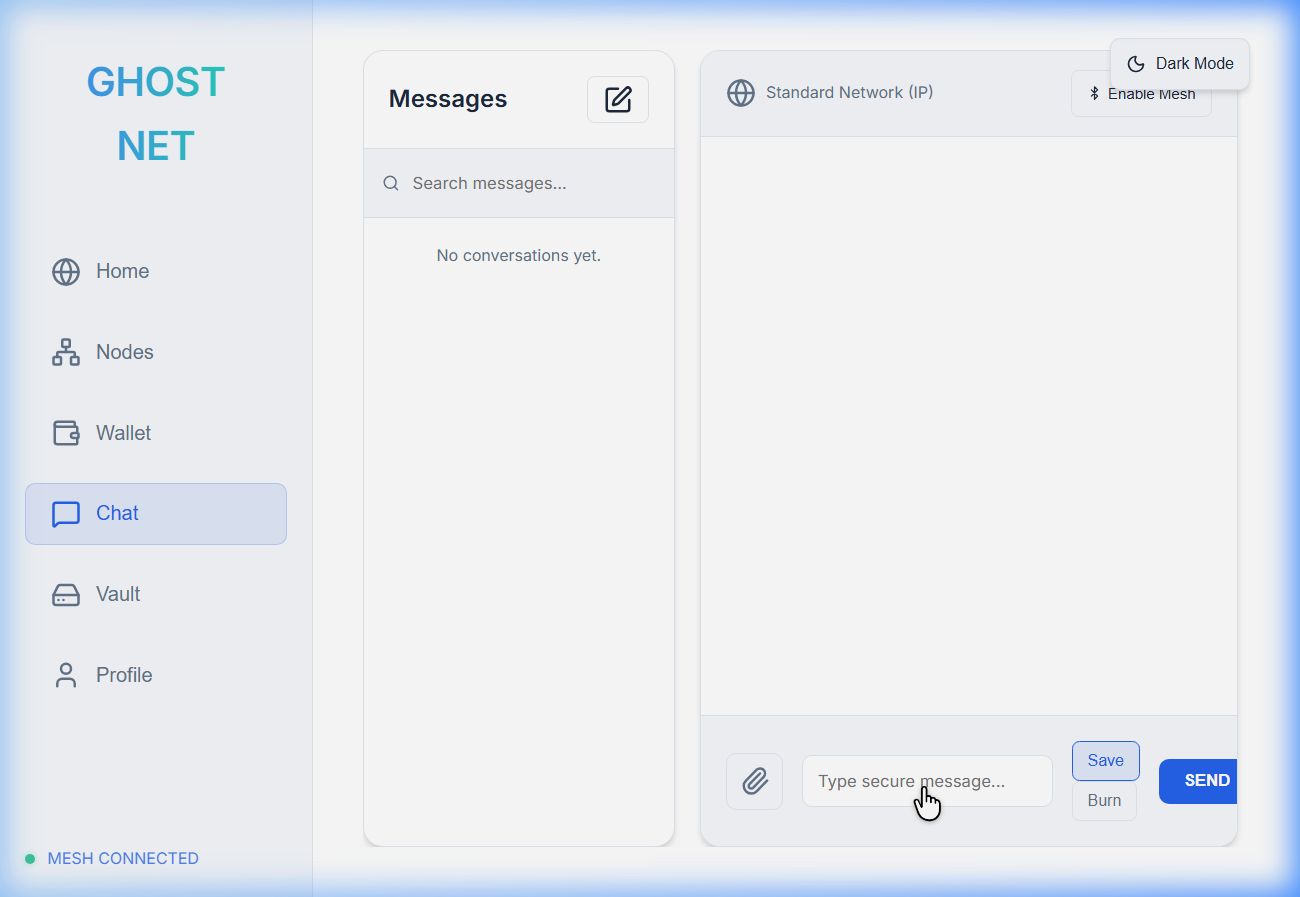 GHOST
NET
Home
Nodes
Wallet
Chat
Vault
Profile
MESH CONNECTED
Messages
Search messages...
No conversations yet.
Dark Mode
Standard Network (IP)
Enable Mesh
Type secure message...
Save
Burn
SEND